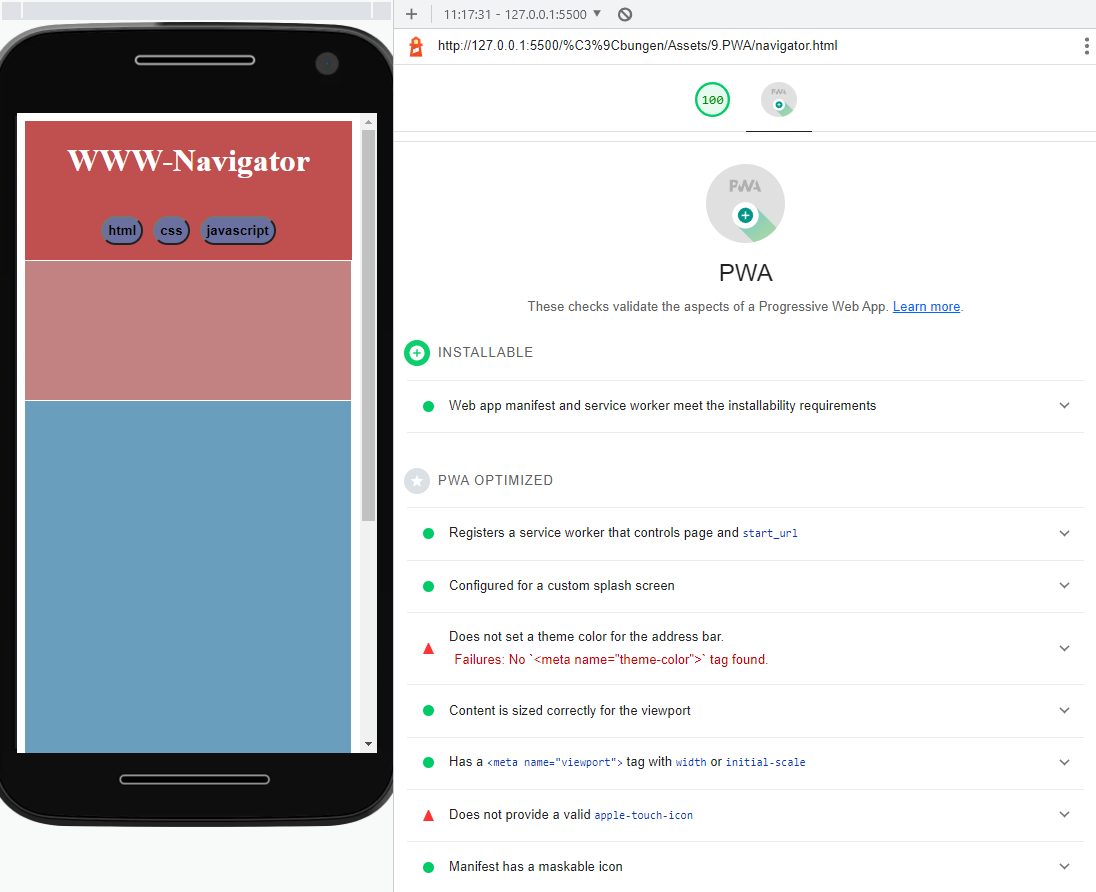 11:17:31 - 127.0.0.1:5500
http://127.0.0.1:5500/%C3%9Cbungen/Assets/9.PWA/navigator.html
100
PWA
WWW-Navigator
html css javascript
PWA
PWA
These checks validate the aspects of a Progressive Web App. Learn more.
INSTALLABLE
Web app manifest and service worker meet the installability requirements
PWA OPTIMIZED
Registers a service worker that controls page and start_url
Configured for a custom splash screen
Does not set a theme color for the address bar.
Failures: No `<meta name="theme-color">` tag found.
Content is sized correctly for the viewport
Has a <meta name="viewport"> tag with width or initial-scale
Does not provide a valid apple-touch-icon
Manifest has a maskable icon